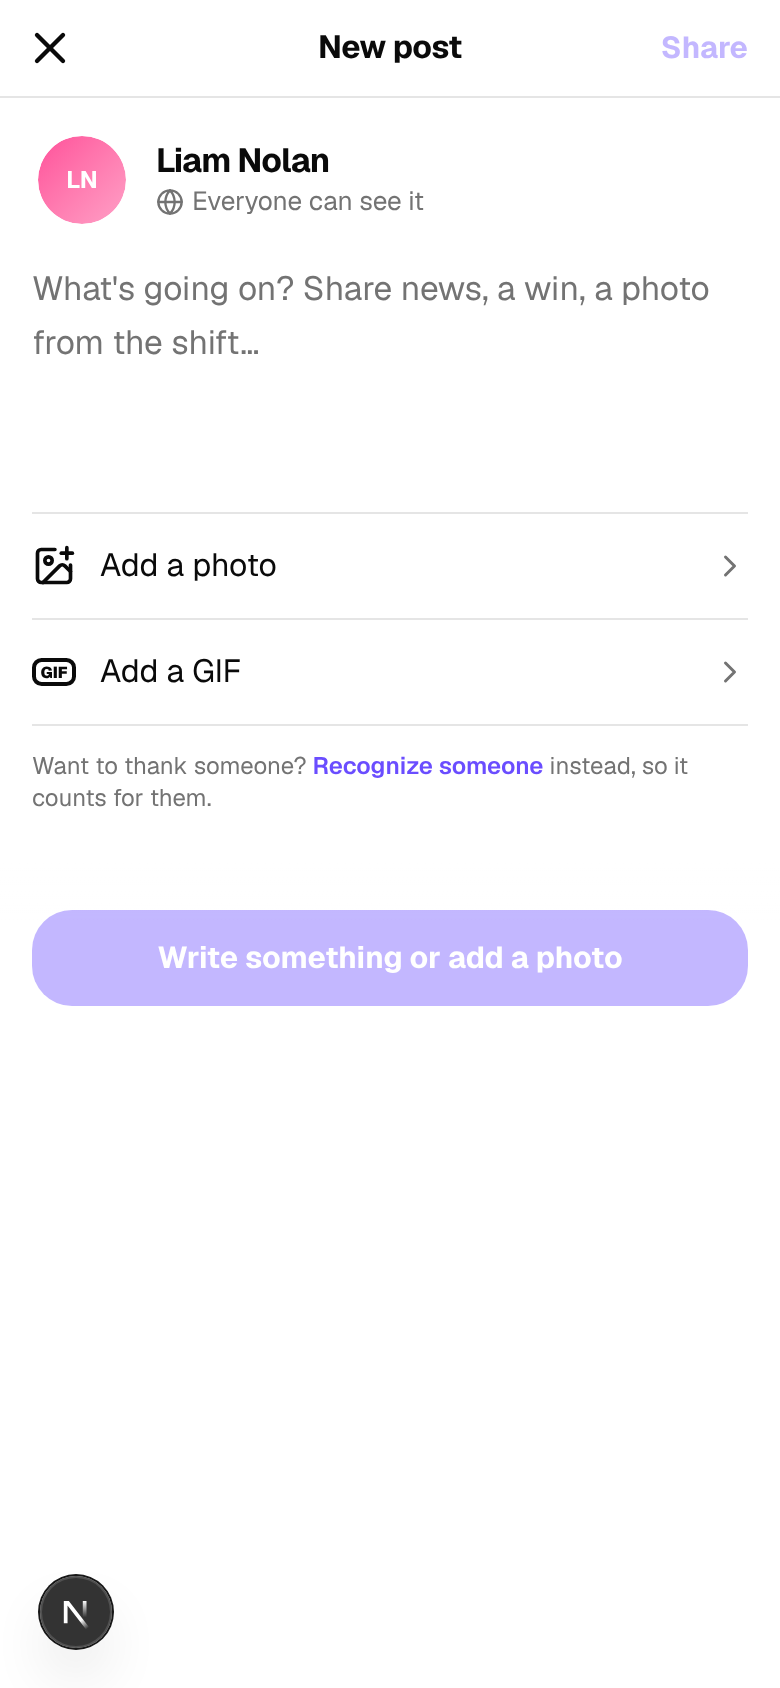 New post
Share
LN
Liam Nolan
Everyone can see it
What's going on? Share news, a win, a photo
from the shift...
Add a photo
GIF
Add a GIF
Want to thank someone? Recognize someone instead, so it
counts for them.
Write something or add a photo
N